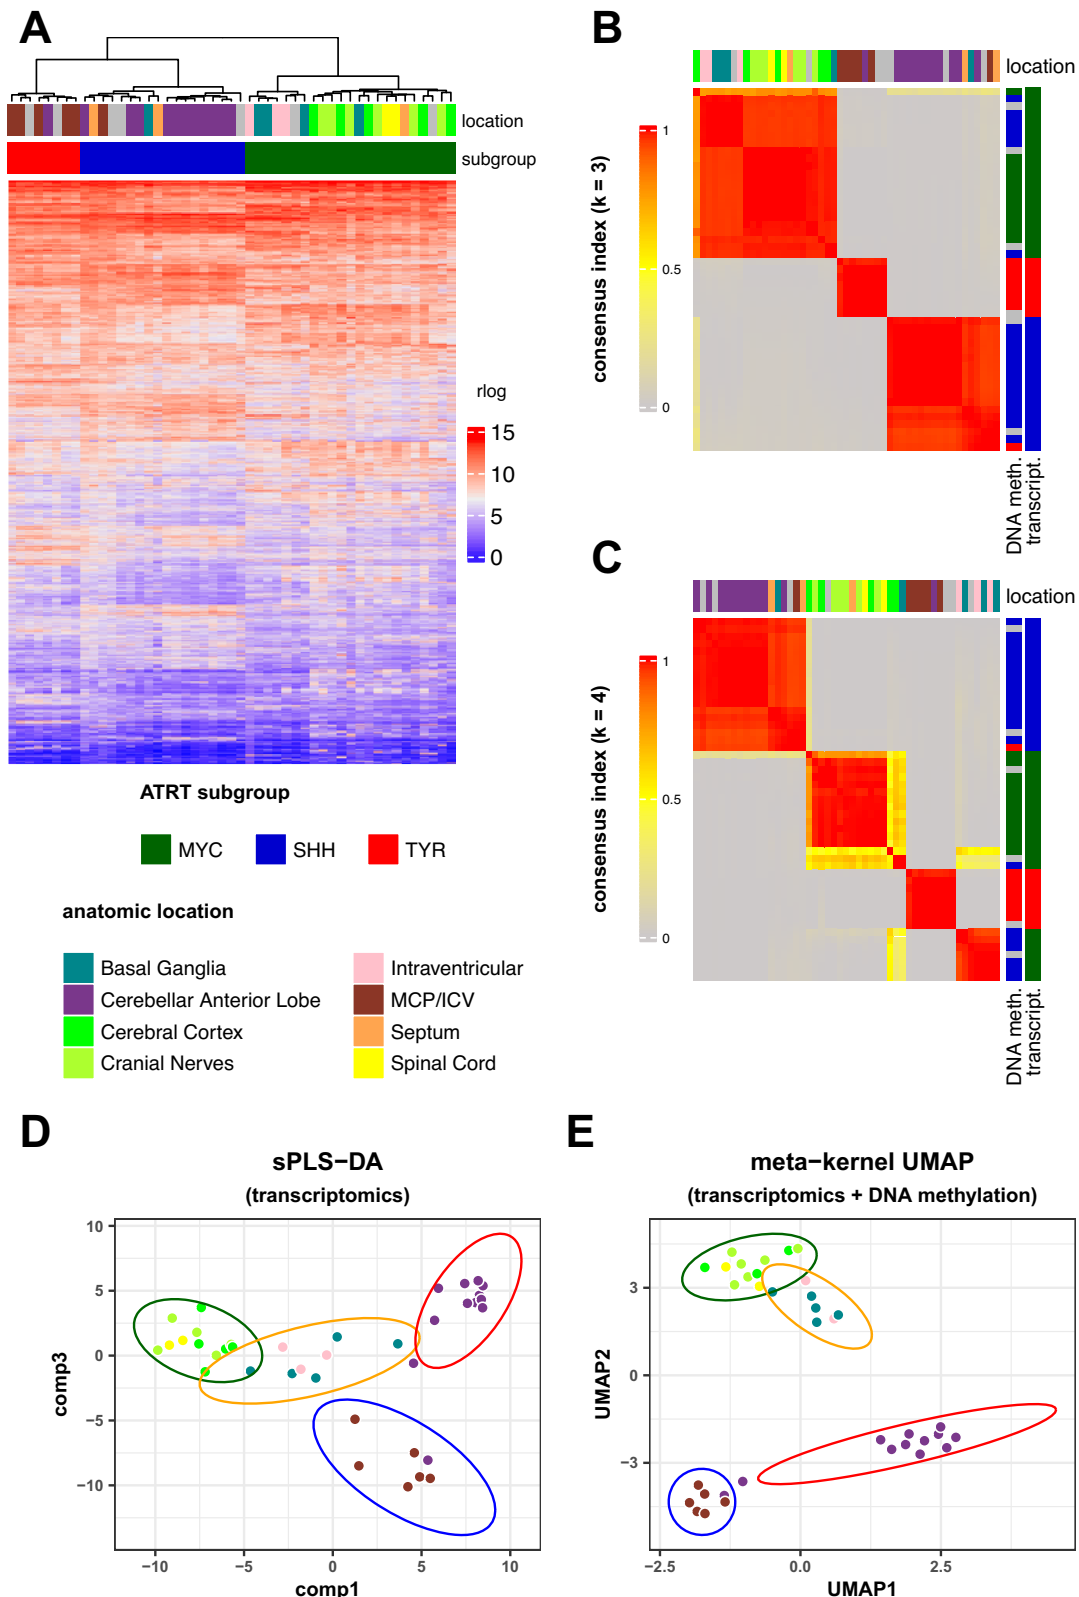 A
location
subgroup
rlog
15
10
5
0
ATRT subgroup
MYC
SHH
TYR
anatomic location
Basal Ganglia
Cerebellar Anterior Lobe
Cerebral Cortex
Cranial Nerves
Intraventricular
MCP/ICV
Septum
Spinal Cord
B
location
consensus index (k = 3)
1
0.5
0
DNA meth.
transcript.
C
location
consensus index (k = 4)
1
0.5
0
DNA meth.
transcript.
D
sPLS−DA
(transcriptomics)
comp3
10
5
0
−5
−10
−10
−5
0
5
10
comp1
E
meta−kernel UMAP
(transcriptomics + DNA methylation)
UMAP2
3
0
−3
−2.5
0.0
2.5
UMAP1